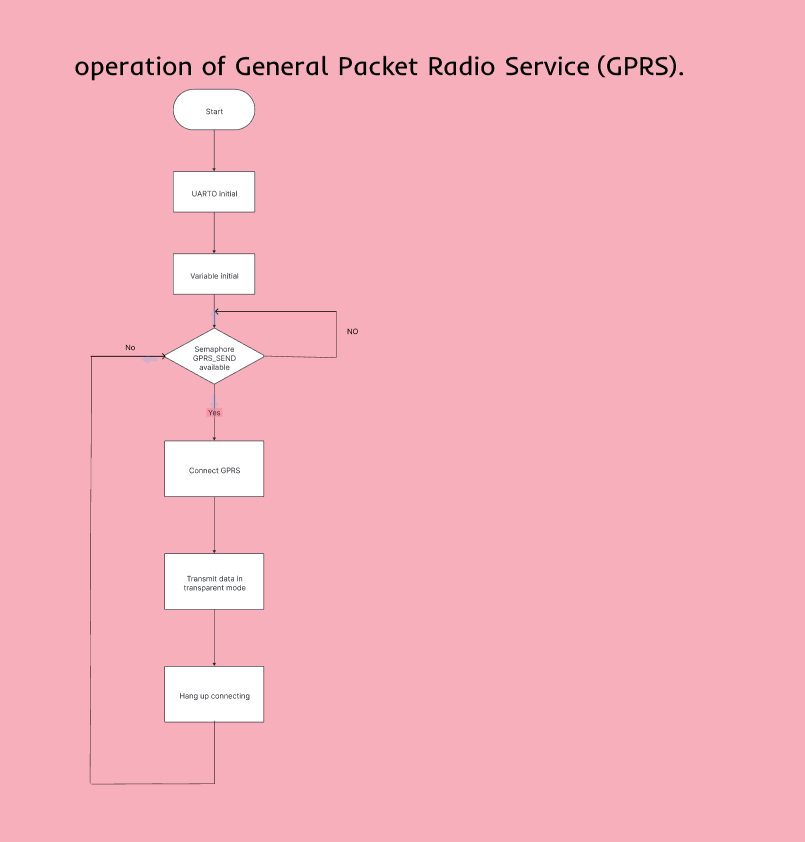 operation of General Packet Radio Service (GPRS).
Start
UARTO initial
Variable initial
NO
No
Semaphore
GPRS_SEND
available
Yes
Connect GPRS
Transmit data in
transparent mode
Hang up connecting